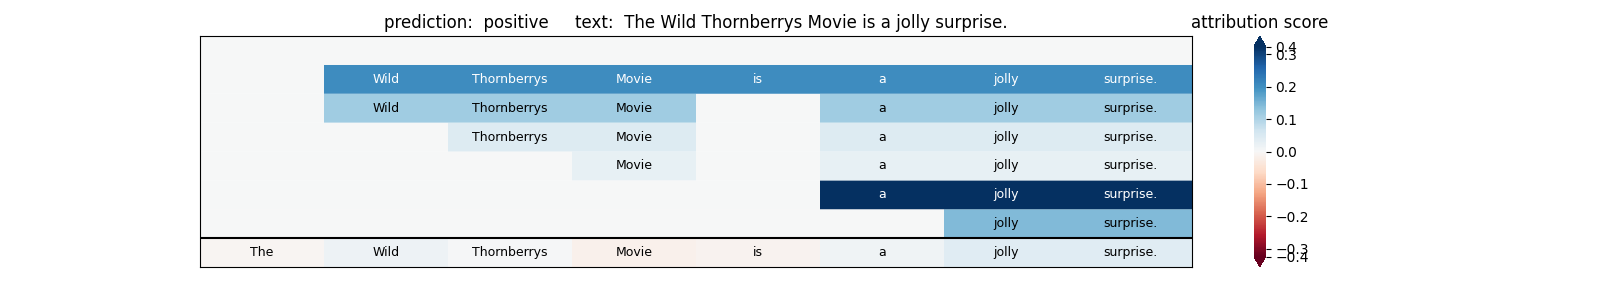 prediction:  positive     text:  The Wild Thornberrys Movie is a jolly surprise.
attribution score
Wild Thornberrys Movie is a jolly surprise.
Wild Thornberrys Movie a jolly surprise.
Thornberrys Movie a jolly surprise.
Movie a jolly surprise.
a jolly surprise.
jolly surprise.
The Wild Thornberrys Movie is a jolly surprise.
0.4
0.3
0.2
0.1
0.0
−0.1
−0.2
−0.3
−0.4